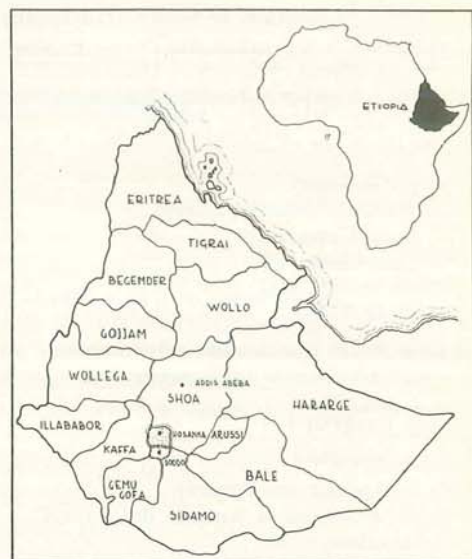 ETIOPIA
ERITREA
TIGRAI
BEGEMDER
WOLLO
GOJJAM
WOLLEGA
ADDIS ABEBA
SHOA
HARARGE
ILLABABOR
HOSANNA
ARUSSI
KAFFA
BALE
GEMU
GOFA
SIDAMO